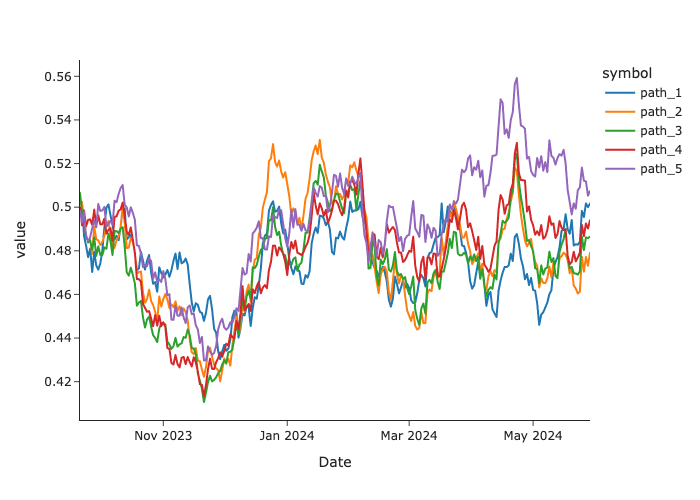 symbol
path_1
path_2
path_3
path_4
path_5
value
0.56
0.54
0.52
0.5
0.48
0.46
0.44
0.42
Nov 2023
Jan 2024
Mar 2024
May 2024
Date